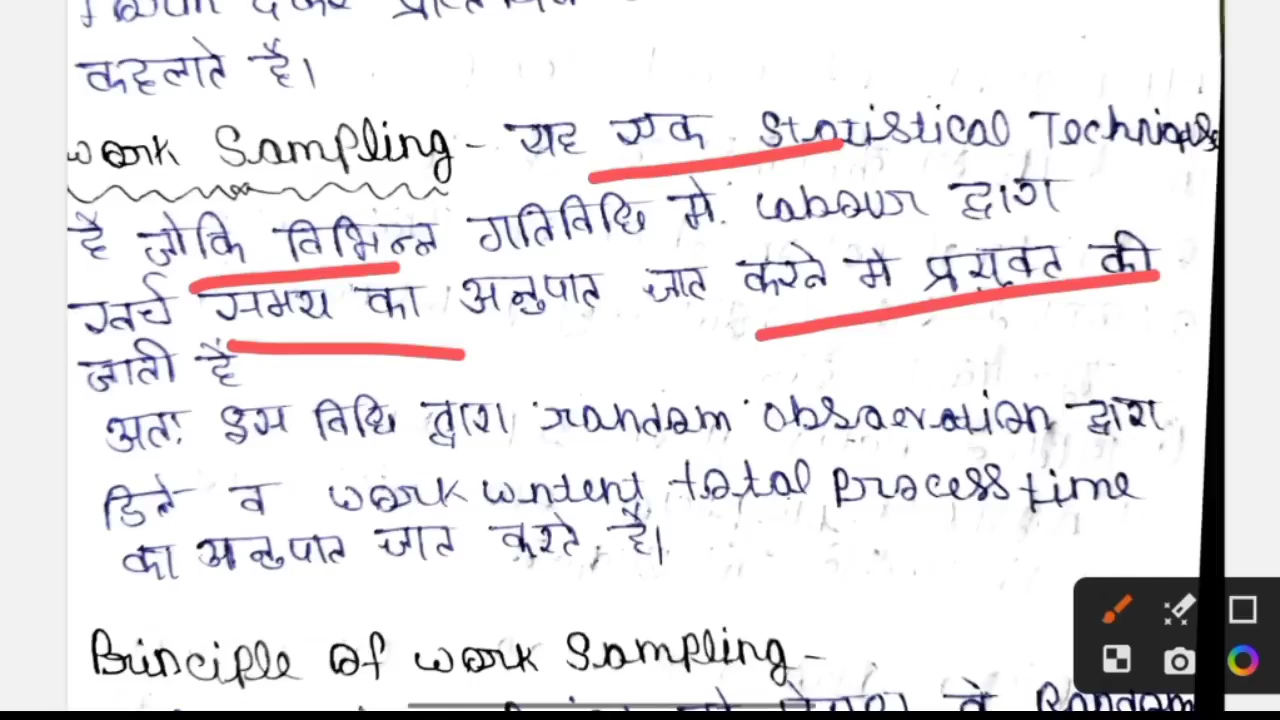 कहलाते है।
Work Sampling - यह एक Statistical Technique
है जोकि विभिन्न गतिविधि मे. Labour द्वारा
खर्च समय का अनुपात ज्ञात करने मे प्रयुक्त की
जाती है
अतः इस विधि द्वारा random observation द्वारा
डिले व work content, total process time
का अनुपात ज्ञात करते है।
Principle of work Sampling -
Random